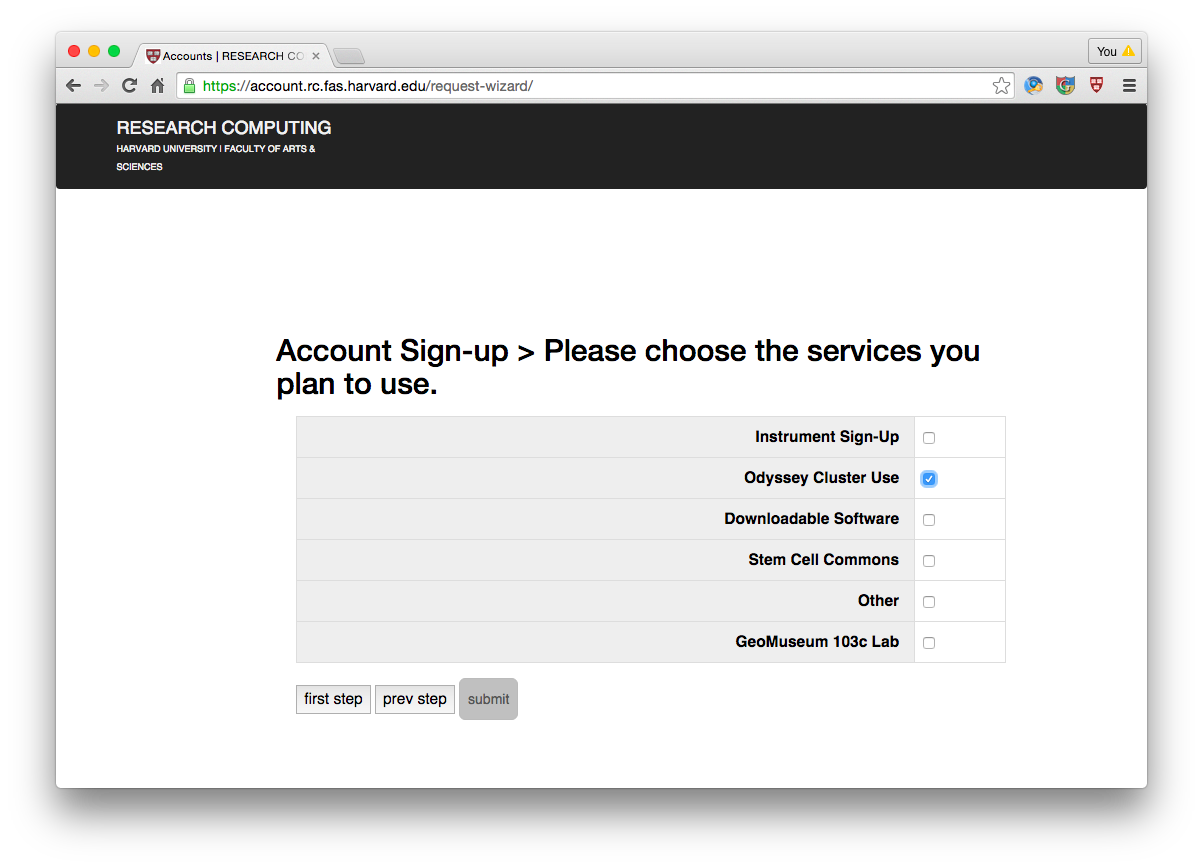 Accounts | RESEARCH CO
You
https://account.rc.fas.harvard.edu/request-wizard/
RESEARCH COMPUTING
HARVARD UNIVERSITY | FACULTY OF ARTS &
SCIENCES
Account Sign-up > Please choose the services you
plan to use.
Instrument Sign-Up
Odyssey Cluster Use
Downloadable Software
Stem Cell Commons
Other
GeoMuseum 103c Lab
first step prev step submit